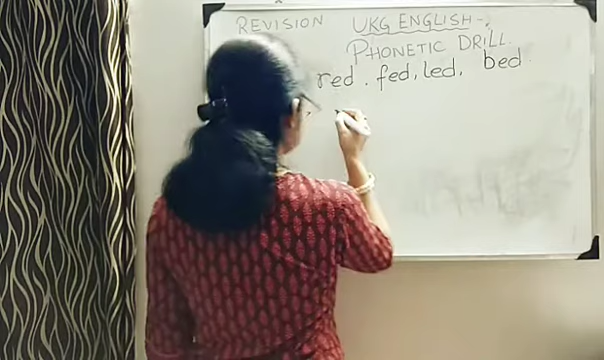 REVISION UKG ENGLISH-:
PHONETIC DRILL
red. fed, led, bed